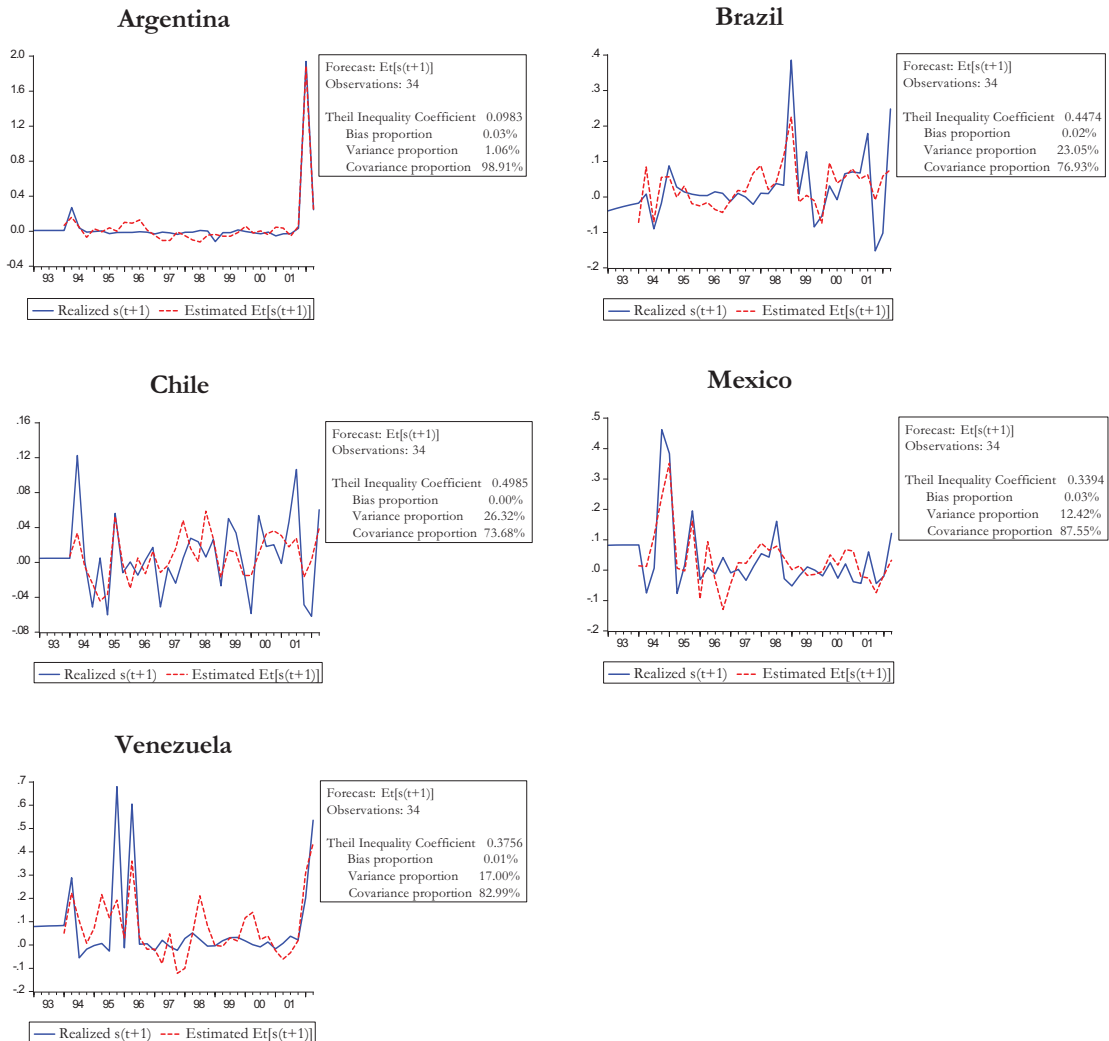 Argentina
2.0
1.6
1.2
0.8
0.4
0.0
-0.4
93 94 95 96 97 98 99 00 01
Realized s(t+1) Estimated Et[s(t+1)]
Forecast: Et[s(t+1)]
Observations: 34
Theil Inequality Coefficient 0.0983
Bias proportion 0.03%
Variance proportion 1.06%
Covariance proportion 98.91%
Brazil
.4
.3
.2
.1
.0
-.1
-.2
93 94 95 96 97 98 99 00 01
Realized s(t+1) Estimated Et[s(t+1)]
Forecast: Et[s(t+1)]
Observations: 34
Theil Inequality Coefficient 0.4474
Bias proportion 0.02%
Variance proportion 23.05%
Covariance proportion 76.93%
Chile
.16
.12
.08
.04
.00
-.04
-.08
93 94 95 96 97 98 99 00 01
Realized s(t+1) Estimated Et[s(t+1)]
Forecast: Et[s(t+1)]
Observations: 34
Theil Inequality Coefficient 0.4985
Bias proportion 0.00%
Variance proportion 26.32%
Covariance proportion 73.68%
Mexico
.5
.4
.3
.2
.1
.0
-.1
-.2
93 94 95 96 97 98 99 00 01
Realized s(t+1) Estimated Et[s(t+1)]
Forecast: Et[s(t+1)]
Observations: 34
Theil Inequality Coefficient 0.3394
Bias proportion 0.03%
Variance proportion 12.42%
Covariance proportion 87.55%
Venezuela
.7
.6
.5
.4
.3
.2
.1
.0
-.1
-.2
93 94 95 96 97 98 99 00 01
Realized s(t+1) Estimated Et[s(t+1)]
Forecast: Et[s(t+1)]
Observations: 34
Theil Inequality Coefficient 0.3756
Bias proportion 0.01%
Variance proportion 17.00%
Covariance proportion 82.99%